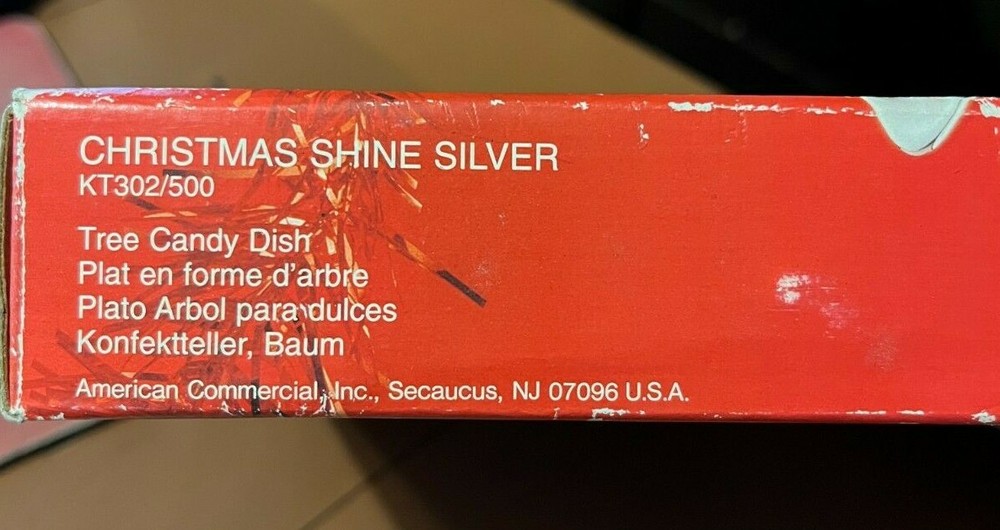 CHRISTMAS SHINE SILVER
KT302/500
Tree Candy Dish
Plat en forme d'arbre
Plato Arbol para dulces
Konfektteller, Baum
American Commercial, Inc., Secaucus, NJ 07096 U.S.A.